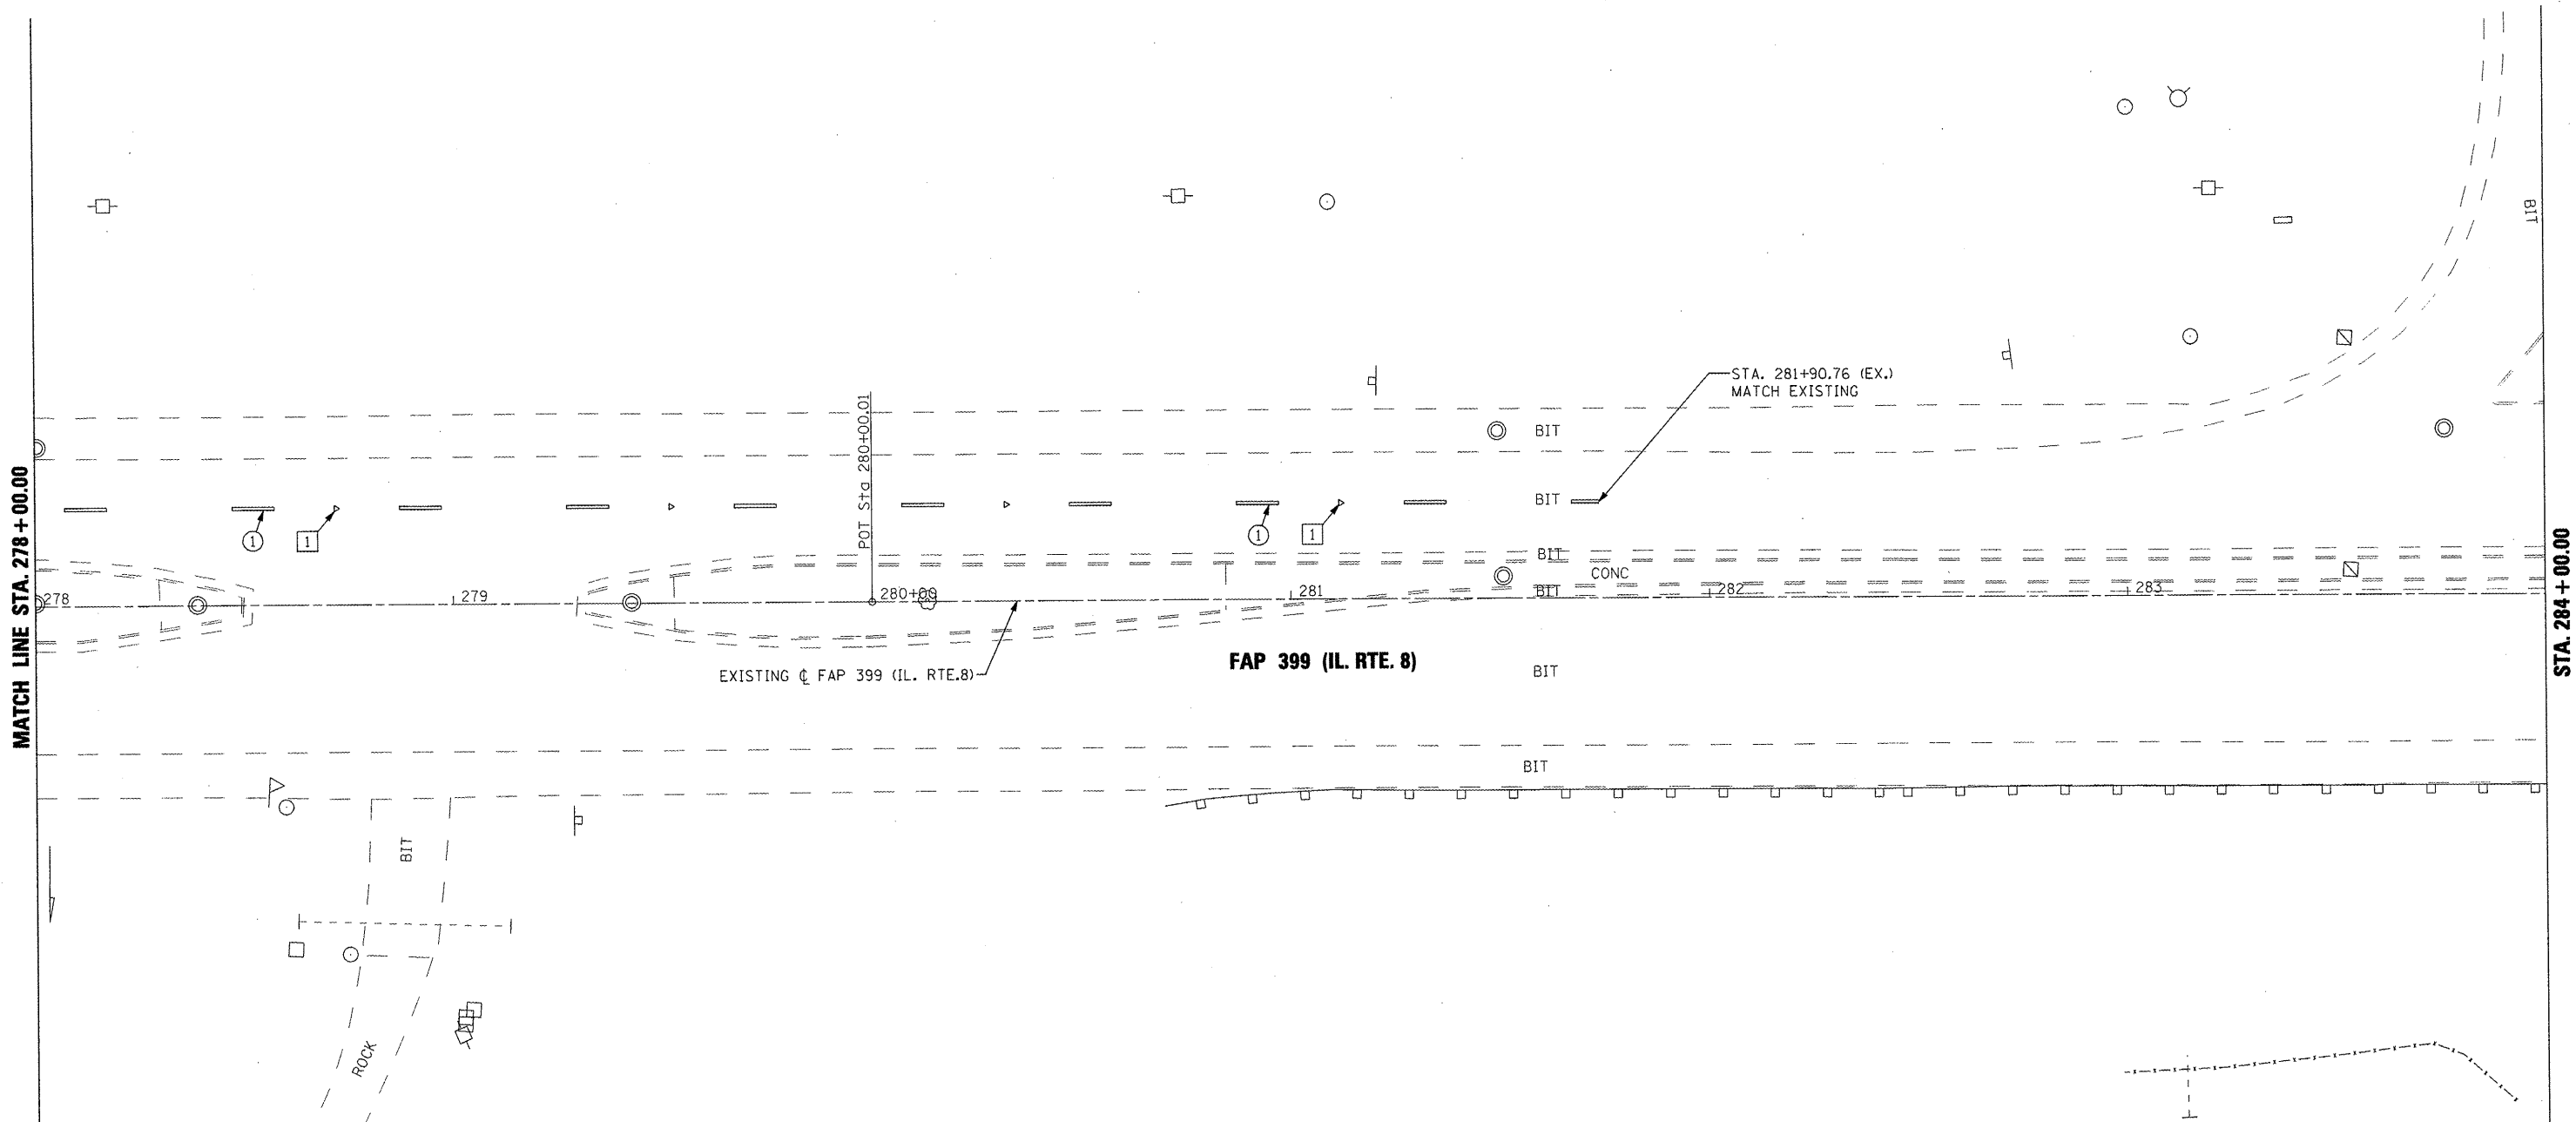 BIT
STA. 281+90.76 (EX.)
MATCH EXISTING
POT Sta 280+00.01
BIT
BIT
1
1
1
1
MATCH LINE STA. 278 + 00.00
STA. 284 + 00.00
BIT
CONC
BIT
278
279
280+00
281
282
283
EXISTING ℄ FAP 399 (IL. RTE.8)
FAP 399 (IL. RTE. 8)
BIT
BIT
BIT
ROCK